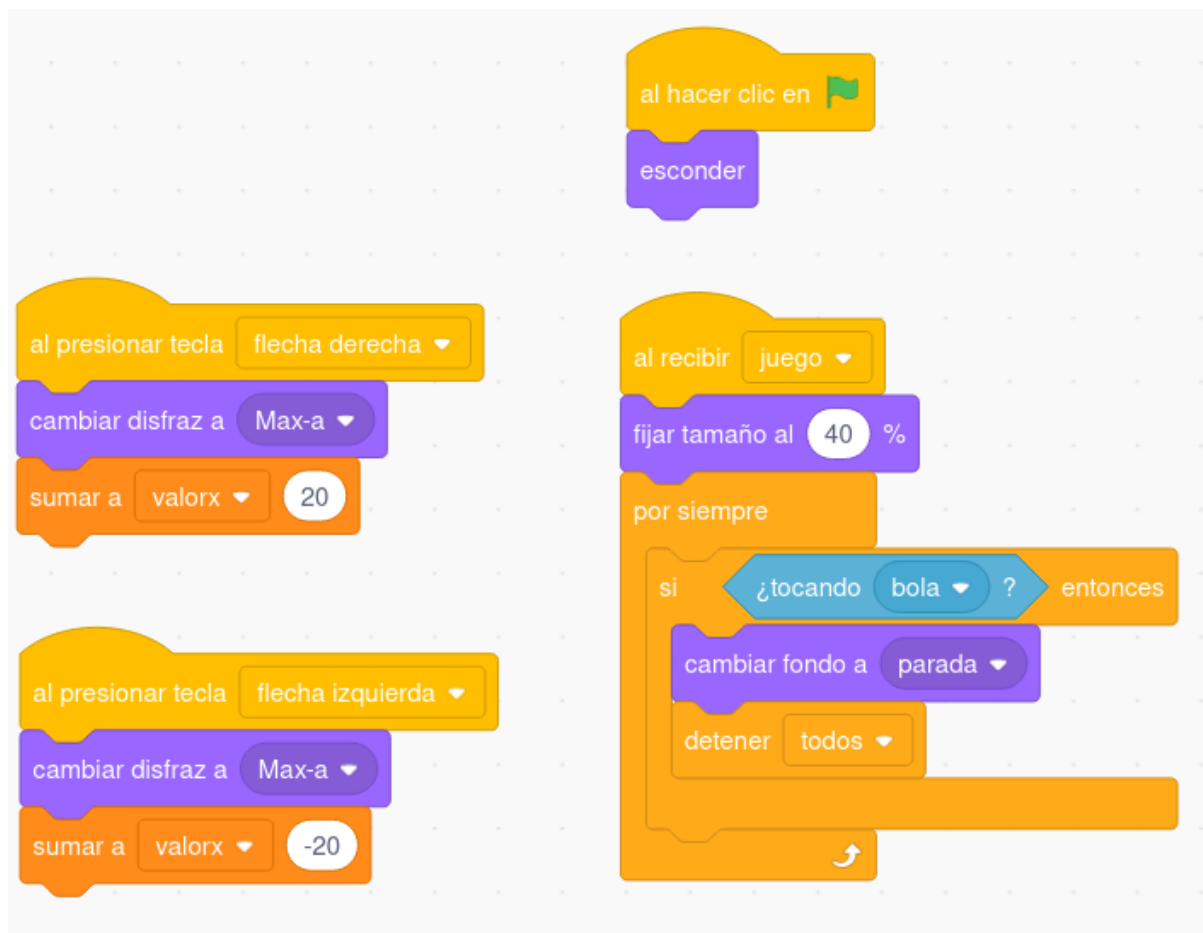 al hacer clic en
esconder
al presionar tecla flecha derecha
cambiar disfraz a Max-a
sumar a valorx 20
al presionar tecla flecha izquierda
cambiar disfraz a Max-a
sumar a valorx -20
al recibir juego
fijar tamaño al 40 %
por siempre
si ¿tocando bola ? entonces
cambiar fondo a parada
detener todos